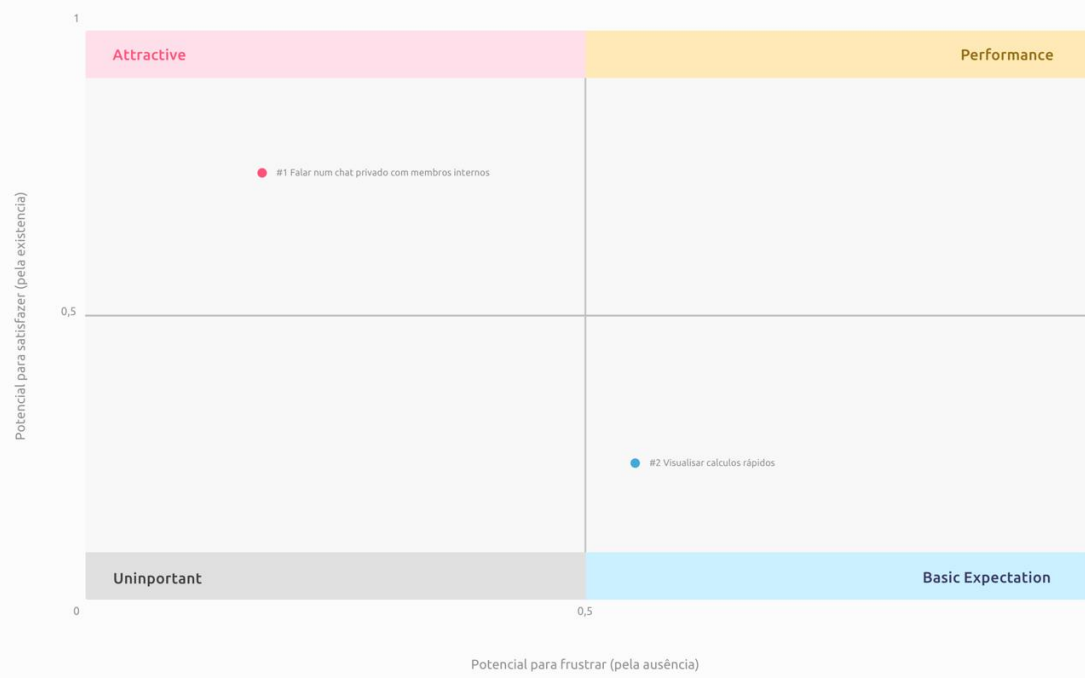 1
Attractive
Performance
#1 Falar num chat privado com membros internos
Potencial para satisfazer (pela existencia)
0,5
#2 Visualisar calculos rápidos
Uninportant
Basic Expectation
0
0,5
Potencial para frustrar (pela ausência)